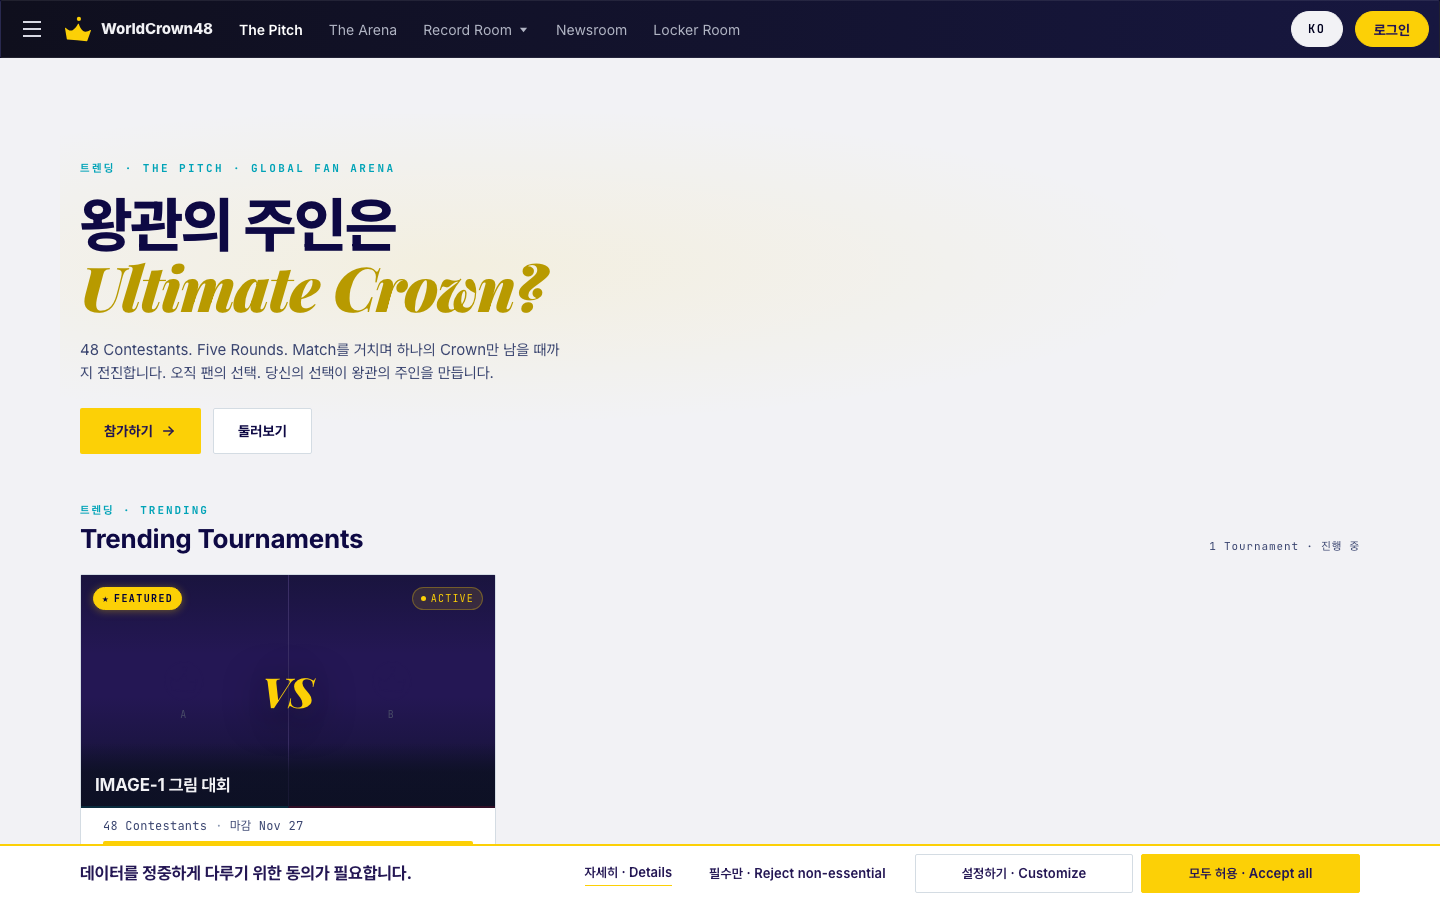 WorldCrown48
The Pitch
The Arena
Record Room
Newsroom
Locker Room
KO
로그인
트렌딩 · THE PITCH · GLOBAL FAN ARENA
왕관의 주인은
Ultimate Crown?
48 Contestants. Five Rounds. Match를 거치며 하나의 Crown만 남을 때까
지 전진합니다. 오직 팬의 선택. 당신의 선택이 왕관의 주인을 만듭니다.
참가하기 →
둘러보기
트렌딩 · TRENDING
Trending Tournaments
1 Tournament · 진행 중
★ FEATURED
ACTIVE
VS
A
B
IMAGE-1 그림 대회
48 Contestants · 마감 Nov 27
데이터를 정중하게 다루기 위한 동의가 필요합니다.
자세히 · Details
필수만 · Reject non-essential
설정하기 · Customize
모두 허용 · Accept all